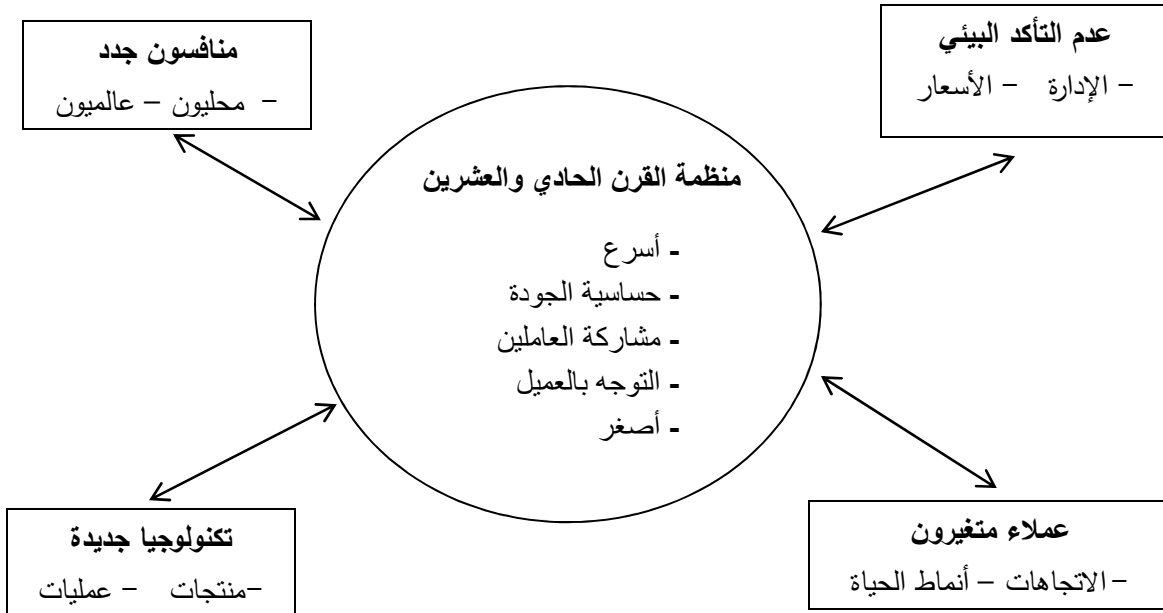 عدم التأكد البيئي
- الإدارة - الأسعار
منافسون جدد
- محليون – عالميون
منظمة القرن الحادي والعشرين
- أسرع
- حساسية الجودة
- مشاركة العاملين
- التوجه بالعميل
- أصغر
عملاء متغيرون
- الاتجاهات – أنماط الحياة
تكنولوجيا جديدة
-منتجات - عمليات